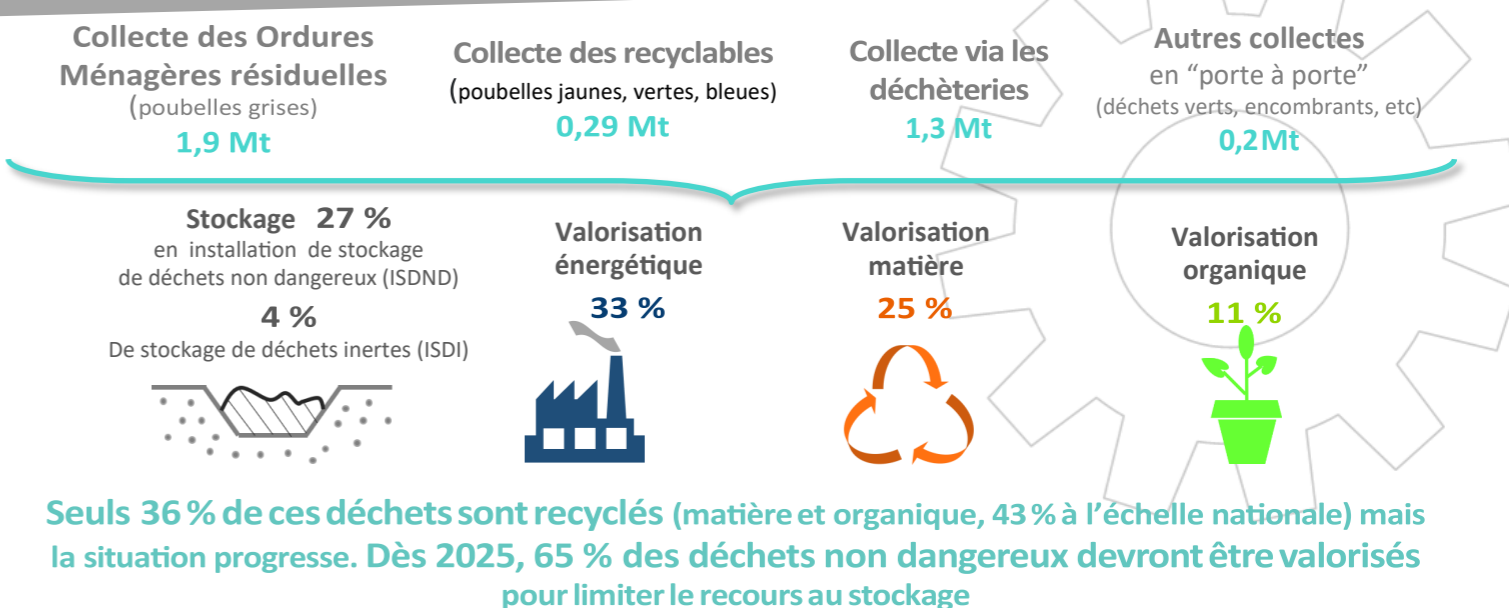 Collecte des Ordures
Ménagères résiduelles
(poubelles grises)
1,9 Mt
Collecte des recyclables
(poubelles jaunes, vertes, bleues)
0,29 Mt
Collecte via les
déchèteries
1,3 Mt
Autres collectes
en “porte à porte”
(déchets verts, encombrants, etc)
0,2Mt
Stockage 27 %
en installation de stockage
de déchets non dangereux (ISDND)
4 %
De stockage de déchets inertes (ISDI)
Valorisation
énergétique
33 %
Valorisation
matière
25 %
Valorisation
organique
11 %
Seuls 36 % de ces déchets sont recyclés (matière et organique, 43 % à l’échelle nationale) mais
la situation progresse. Dès 2025, 65 % des déchets non dangereux devront être valorisés
pour limiter le recours au stockage